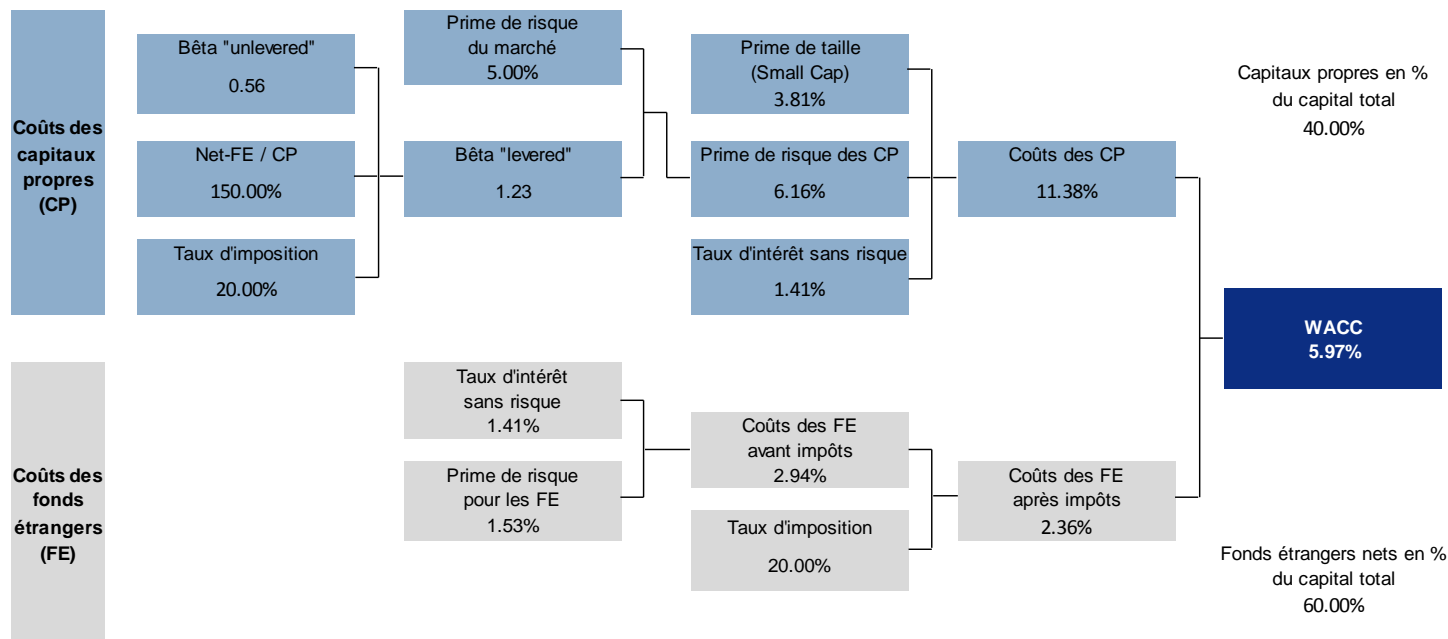 Coûts des
capitaux
propres
(CP)
Bêta "unlevered"
0.56
Net-FE / CP
150.00%
Taux d'imposition
20.00%
Prime de risque
du marché
5.00%
Bêta "levered"
1.23
Prime de taille
(Small Cap)
3.81%
Prime de risque des CP
6.16%
Taux d'intérêt sans risque
1.41%
Coûts des CP
11.38%
Capitaux propres en %
du capital total
40.00%
WACC
5.97%
Coûts des
fonds
étrangers
(FE)
Taux d'intérêt
sans risque
1.41%
Prime de risque
pour les FE
1.53%
Coûts des FE
avant impôts
2.94%
Taux d'imposition
20.00%
Coûts des FE
après impôts
2.36%
Fonds étrangers nets en %
du capital total
60.00%